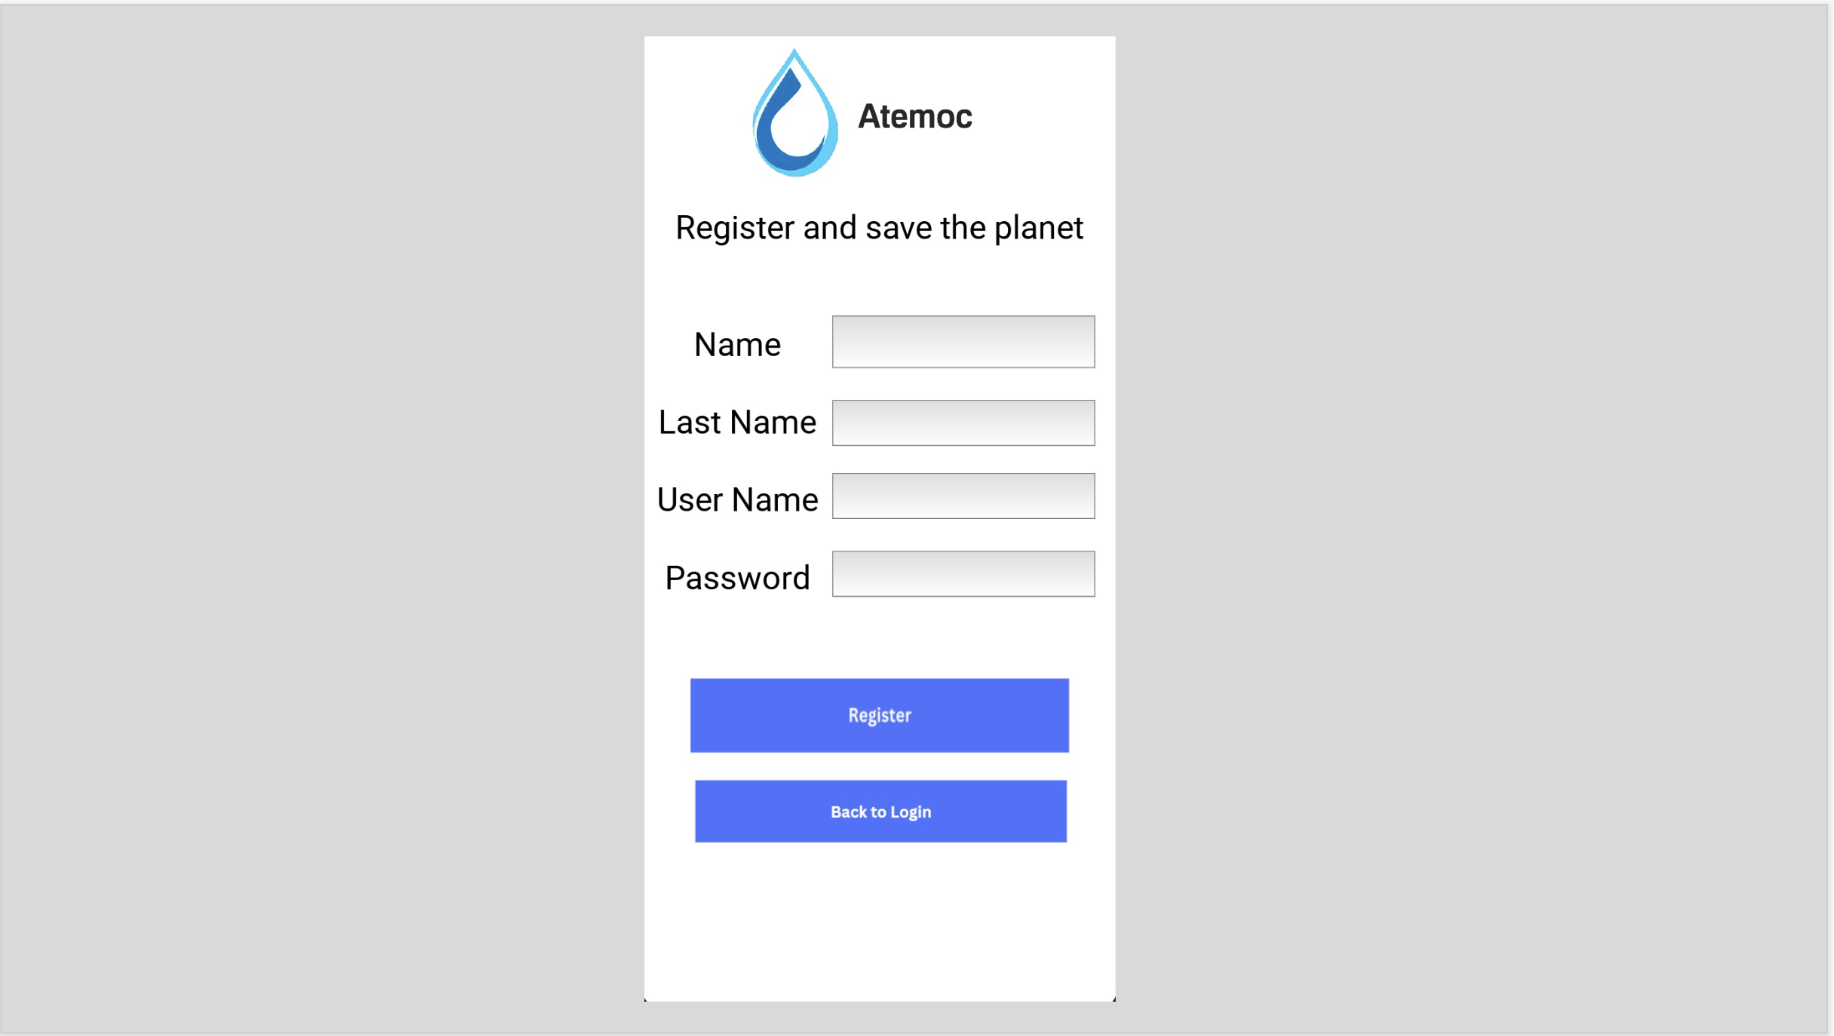 Atemoc
Register and save the planet
Name
Last Name
User Name
Password
Register
Back to Login